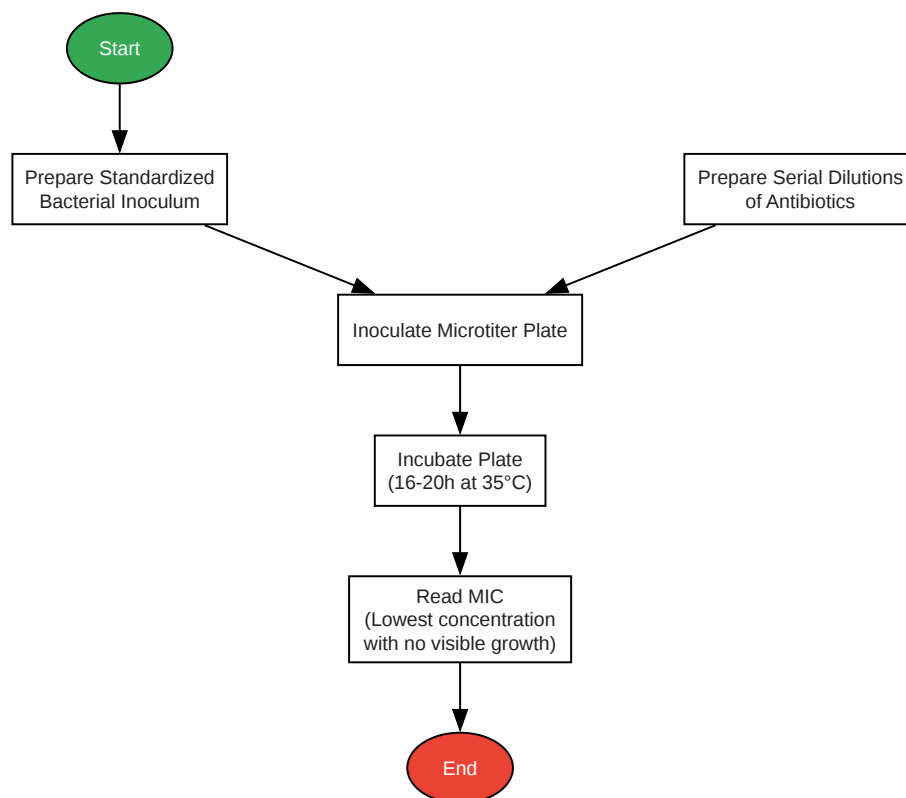 Start
Prepare Standardized
Bacterial Inoculum
Prepare Serial Dilutions
of Antibiotics
Inoculate Microtiter Plate
Incubate Plate
(16-20h at 35°C)
Read MIC
(Lowest concentration
with no visible growth)
End